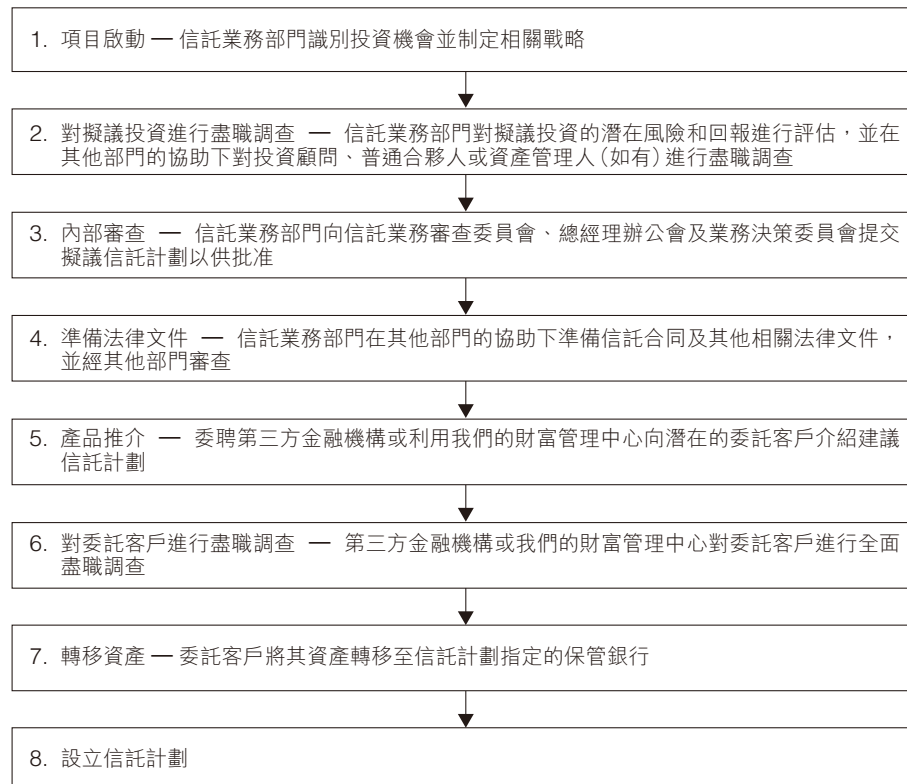 1. 項目啟動 — 信託業務部門識別投資機會並制定相關戰略
2. 對擬議投資進行盡職調查 — 信託業務部門對擬議投資的潛在風險和回報進行評估，並在
其他部門的協助下對投資顧問、普通合夥人或資產管理人（如有）進行盡職調查
3. 內部審查 — 信託業務部門向信託業務審查委員會、總經理辦公會及業務決策委員會提交
擬議信託計劃以供批准
4. 準備法律文件 — 信託業務部門在其他部門的協助下準備信託合同及其他相關法律文件，
並經其他部門審查
5. 產品推介 — 委聘第三方金融機構或利用我們的財富管理中心向潛在的委託客戶介紹建議
信託計劃
6. 對委託客戶進行盡職調查 — 第三方金融機構或我們的財富管理中心對委託客戶進行全面
盡職調查
7. 轉移資產 — 委託客戶將其資產轉移至信託計劃指定的保管銀行
8. 設立信託計劃